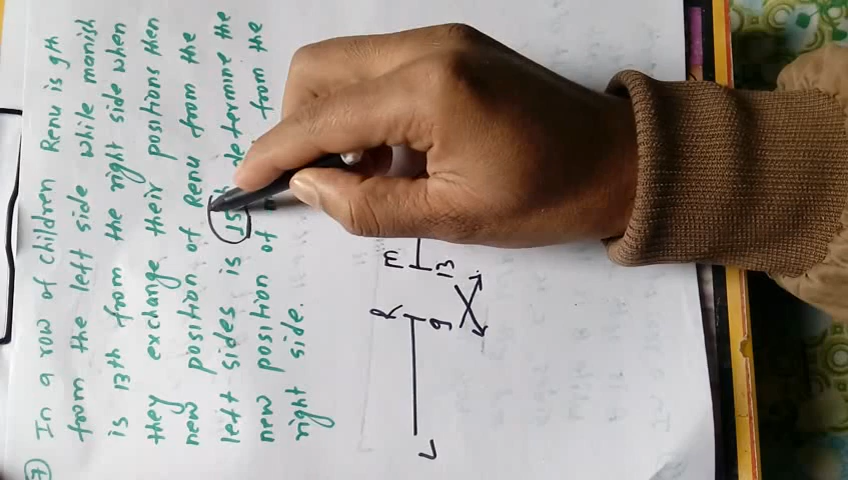 7) In a row of children Renu is 9th
from the left side while manish
is 13th from the right side when
they exchange their positions then
new position of Renu from the
left sides is 15 determine the
new position of from the
right side.
L R m
9 13